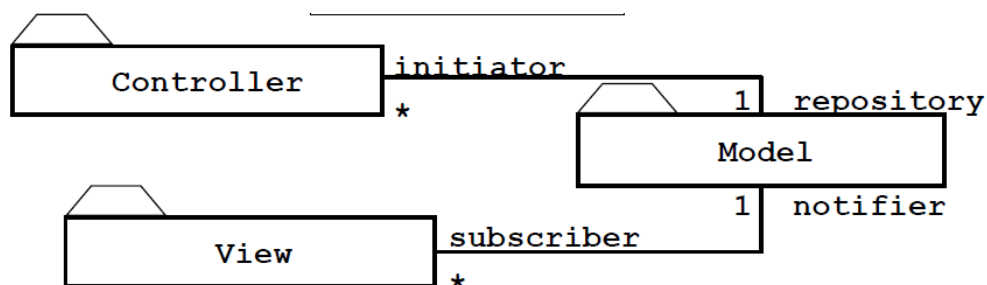 Controller
initiator
*
1 repository
Model
1 notifier
View
subscriber
*